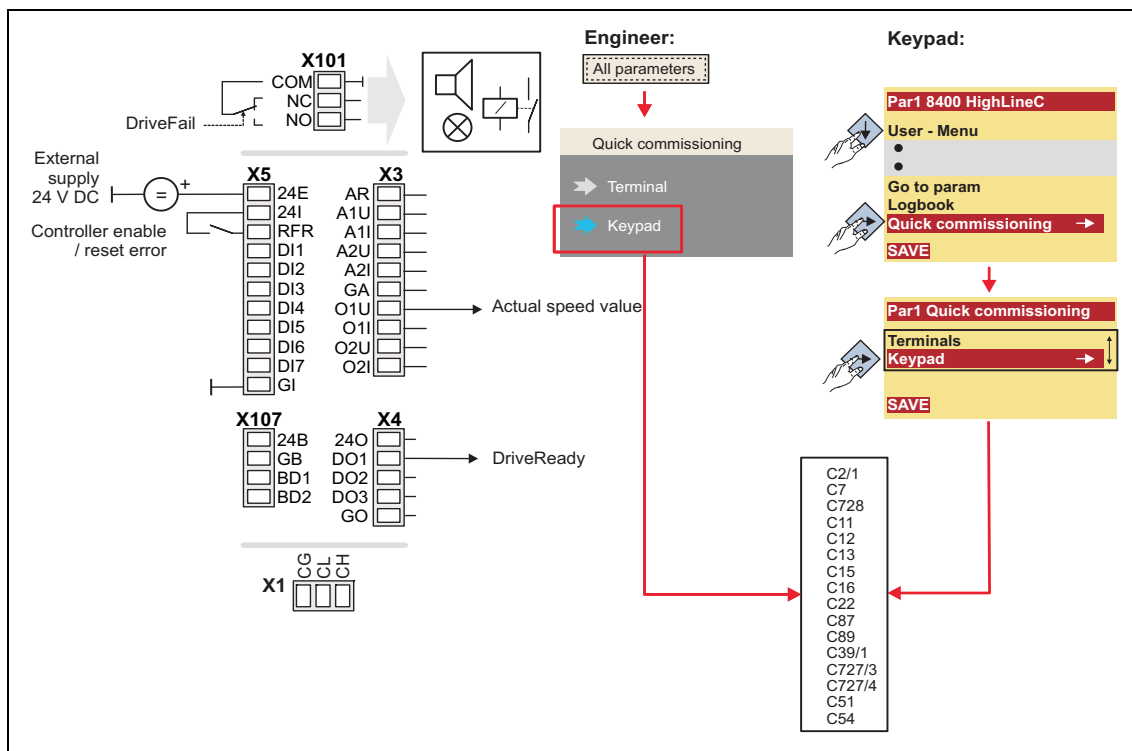 X101
COM
NC
NO
DriveFail
External
supply
24 V DC
=
+
Controller enable
/ reset error
X5
24E
24I
RFR
DI1
DI2
DI3
DI4
DI5
DI6
DI7
GI
X3
AR
A1U
A1I
A2U
A2I
GA
O1U
O1I
O2U
O2I
Actual speed value
X107
24B
GB
BD1
BD2
X4
24O
DO1
DO2
DO3
GO
DriveReady
X1
CG
CL
CH
Engineer:
All parameters
Quick commissioning
Terminal
Keypad
Keypad:
Par1 8400 HighLineC
User - Menu
Go to param
Logbook
Quick commissioning
SAVE
Par1 Quick commissioning
Terminals
Keypad
SAVE
C2/1
C7
C728
C11
C12
C13
C15
C16
C22
C87
C89
C39/1
C727/3
C727/4
C51
C54